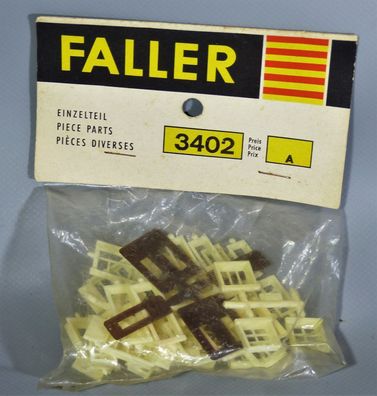 FALLER
EINZELTEIL
PIECE PARTS
PIÈCES DIVERSES
3402
Preis
Price
Prix
A